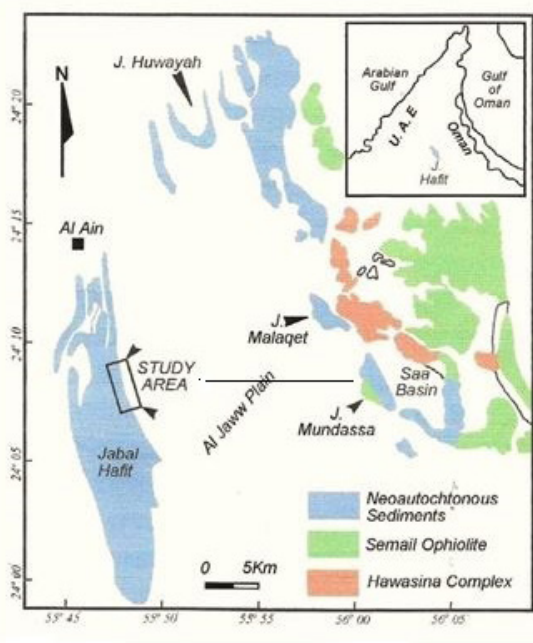 N
J. Huwayah
Arabian
Gulf
U. A. E
Gulf
of
Oman
Oman
J.
Hafit
24° 20
24° 15
24° 10
24° 05
24° 00
Al Ain
J.
Malaqet
STUDY
AREA
Al Jaww Plain
Saa
Basin
J.
Mundassa
Jabal
Hafit
Neoautochtonous
Sediments
Semail Ophiolite
Hawasina Complex
0 5Km
55° 45
55° 50
55° 55
56° 00
56° 05